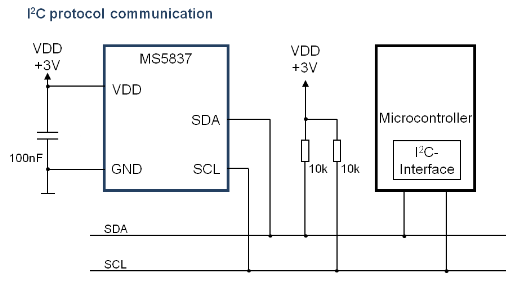 I²C protocol communication
VDD
+3V
MS5837
VDD
SDA
GND
SCL
100nF
VDD
+3V
10k
10k
Microcontroller
I²C-
Interface
SDA
SCL